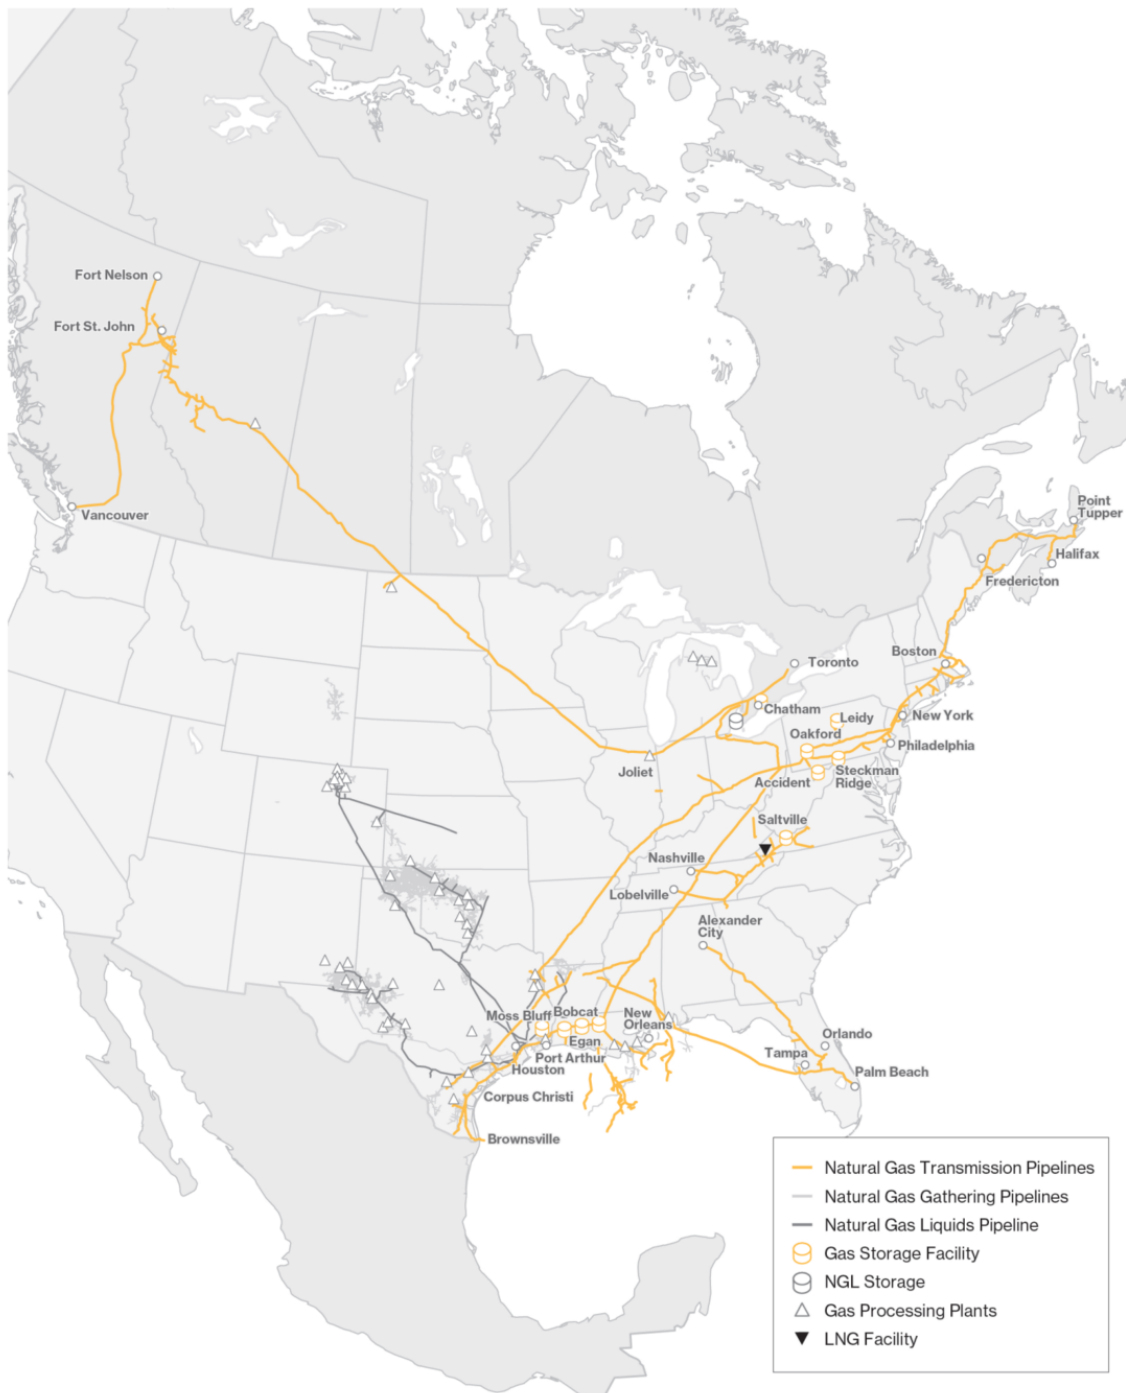 Fort Nelson
Fort St. John
Vancouver
Point
Tupper
Halifax
Fredericton
Boston
Toronto
Chatham
Leidy
New York
Oakford
Philadelphia
Joliet
Accident
Steckman
Ridge
Saltville
Nashville
Lobelville
Alexander
City
Moss Bluff
Bobcat
New
Orleans
Egan
Port Arthur
Houston
Orlando
Tampa
Palm Beach
Corpus Christi
Brownsville
Natural Gas Transmission Pipelines
Natural Gas Gathering Pipelines
Natural Gas Liquids Pipeline
Gas Storage Facility
NGL Storage
Gas Processing Plants
LNG Facility